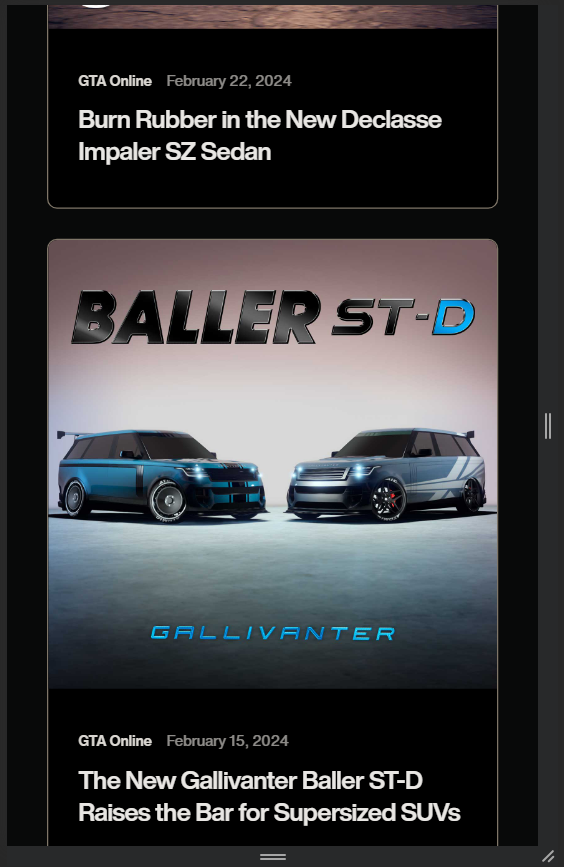 GTA Online February 22, 2024
Burn Rubber in the New Declasse
Impaler SZ Sedan
BALLER ST-D
GALLIVANTER
GTA Online February 15, 2024
The New Gallivanter Baller ST-D
Raises the Bar for Supersized SUVs